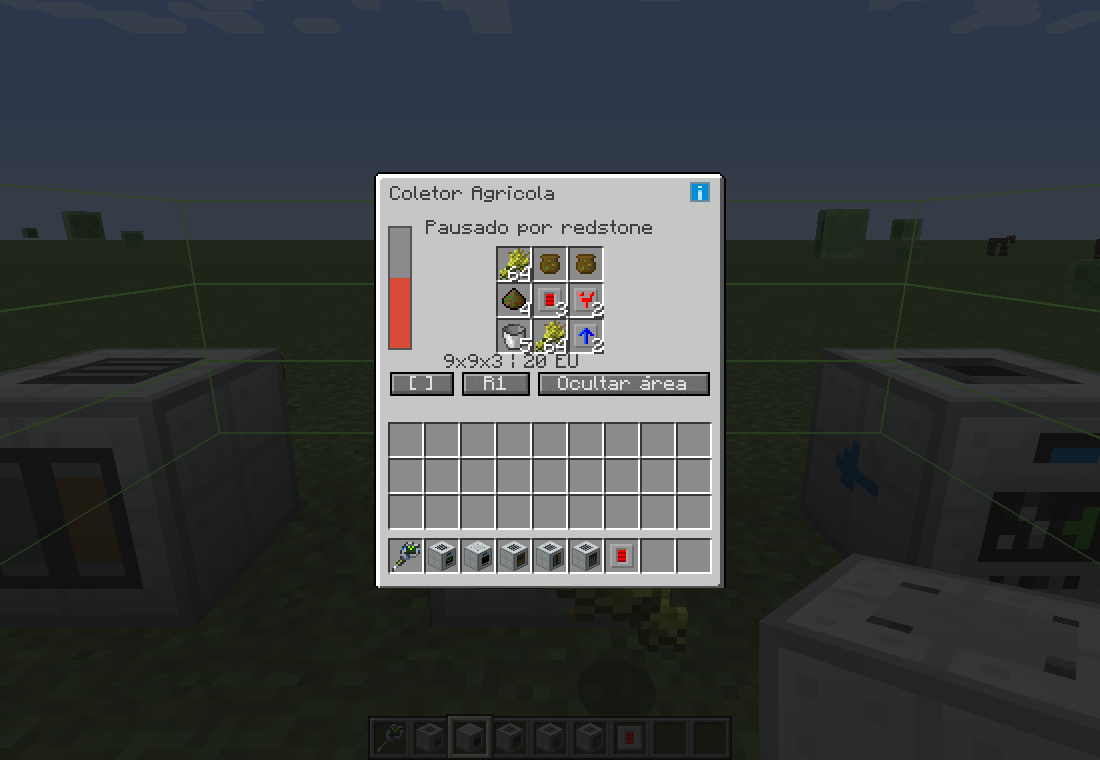 Coletor Agrícola
i
Pausado por redstone
64
4 3 2
5 64 2
9x9x3 | 20 EU
[ ] R1 Ocultar área